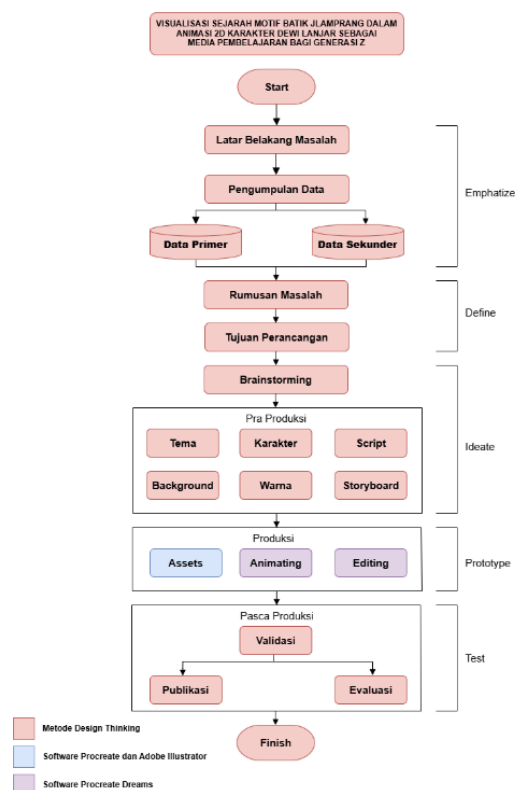 VISUALISASI SEJARAH MOTIF BATIK JLAMPRANG DALAM
ANIMASI 2D KARAKTER DEWI LANJAR SEBAGAI
MEDIA PEMBELAJARAN BAGI GENERASI Z
Start
Latar Belakang Masalah
Pengumpulan Data
Emphatize
Data Primer
Data Sekunder
Rumusan Masalah
Define
Tujuan Perancangan
Brainstorming
Pra Produksi
Tema
Karakter
Script
Ideate
Background
Warna
Storyboard
Produksi
Assets
Animating
Editing
Prototype
Pasca Produksi
Validasi
Test
Publikasi
Evaluasi
Finish
Metode Design Thinking
Software Procreate dan Adobe Illustrator
Software Procreate Dreams